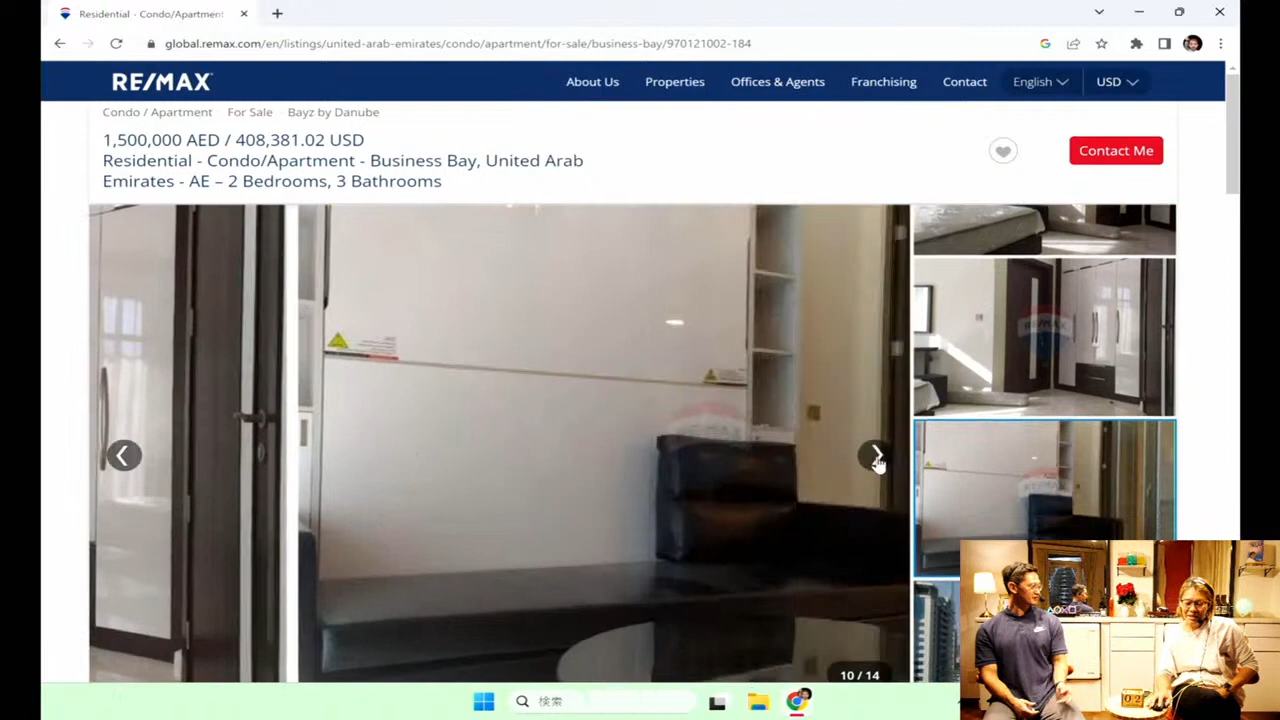 Residential - Condo/Apartment
global.remax.com/en/listings/united-arab-emirates/condo/apartment/for-sale/business-bay/970121002-184
RE/MAX
About Us
Properties
Offices & Agents
Franchising
Contact
English
USD
Condo / Apartment
For Sale
Bayz by Danube
1,500,000 AED / 408,381.02 USD
Residential - Condo/Apartment - Business Bay, United Arab
Emirates - AE – 2 Bedrooms, 3 Bathrooms
Contact Me
RE/MAX
10 / 14
検索